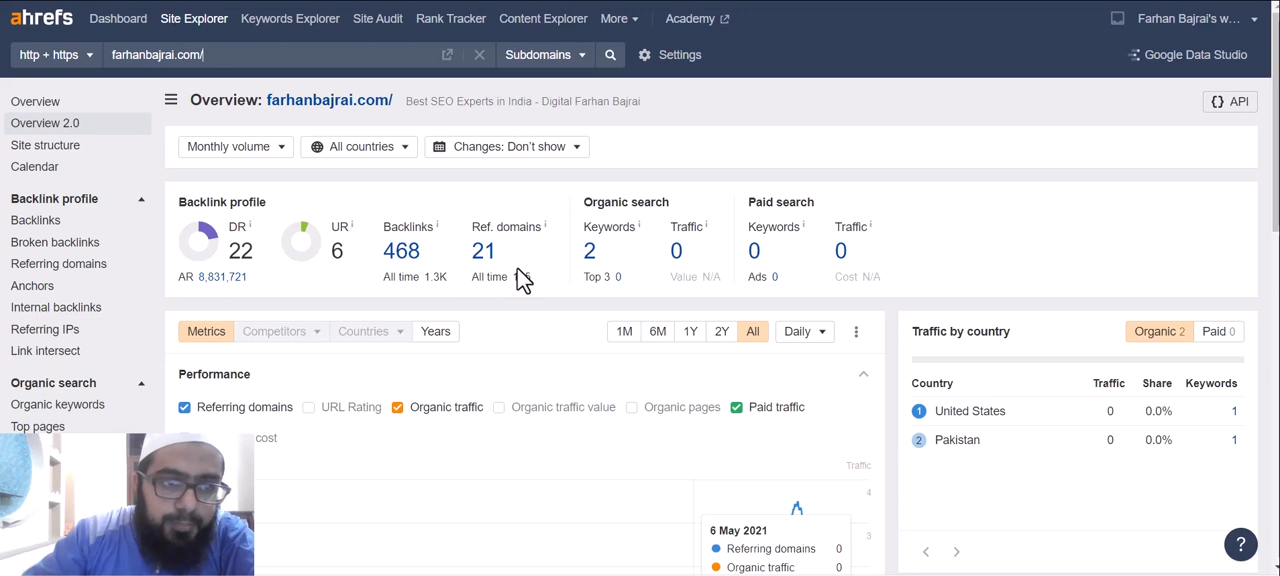 ahrefs Dashboard Site Explorer Keywords Explorer Site Audit Rank Tracker Content Explorer More Academy Farhan Bajrai's w...
http + https farhanbajrai.com/ Subdomains Settings Google Data Studio
Overview
Overview 2.0
Site structure
Calendar
Backlink profile
Backlinks
Broken backlinks
Referring domains
Anchors
Internal backlinks
Referring IPs
Link intersect
Organic search
Organic keywords
Top pages
Overview: farhanbajrai.com/ Best SEO Experts in India - Digital Farhan Bajrai
{} API
Monthly volume All countries Changes: Don't show
Backlink profile Organic search Paid search
DR UR Backlinks Ref. domains Keywords Traffic Keywords Traffic
22 6 468 21 2 0 0 0
AR 8,831,721 All time 1.3K All time Top 3 0 Value N/A Ads 0 Cost N/A
Metrics Competitors Countries Years 1M 6M 1Y 2Y All Daily
Performance
Referring domains URL Rating Organic traffic Organic traffic value Organic pages Paid traffic
cost
Traffic
4
3
6 May 2021
Referring domains 0
Organic traffic 0
Traffic by country Organic 2 Paid 0
Country Traffic Share Keywords
1 United States 0 0.0% 1
2 Pakistan 0 0.0% 1
?